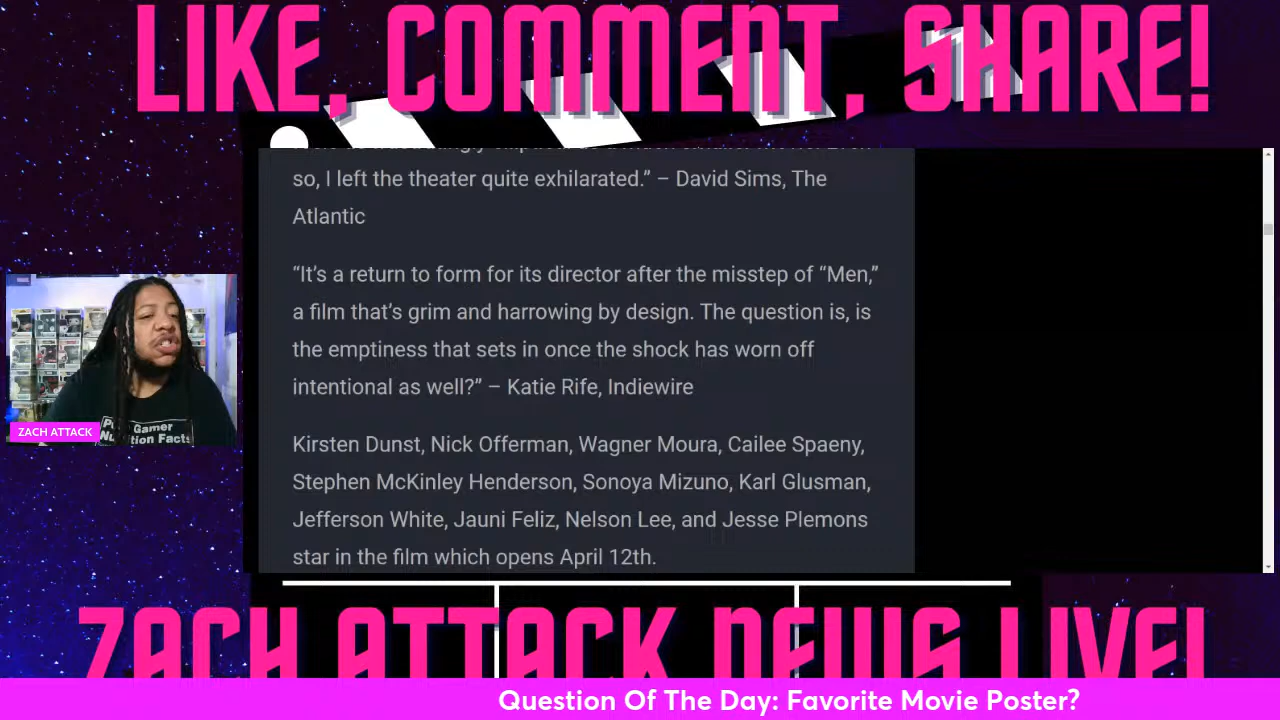 LIKE, COMMENT, SHARE!
so, I left the theater quite exhilarated.” – David Sims, The
Atlantic
“It’s a return to form for its director after the misstep of “Men,”
a film that’s grim and harrowing by design. The question is, is
the emptiness that sets in once the shock has worn off
intentional as well?” – Katie Rife, Indiewire
Kirsten Dunst, Nick Offerman, Wagner Moura, Cailee Spaeny,
Stephen McKinley Henderson, Sonoya Mizuno, Karl Glusman,
Jefferson White, Jauni Feliz, Nelson Lee, and Jesse Plemons
star in the film which opens April 12th.
Gamer
Facts
ZACH ATTACK
ZACH ATTACK NEWS LIVE!
Question Of The Day: Favorite Movie Poster?